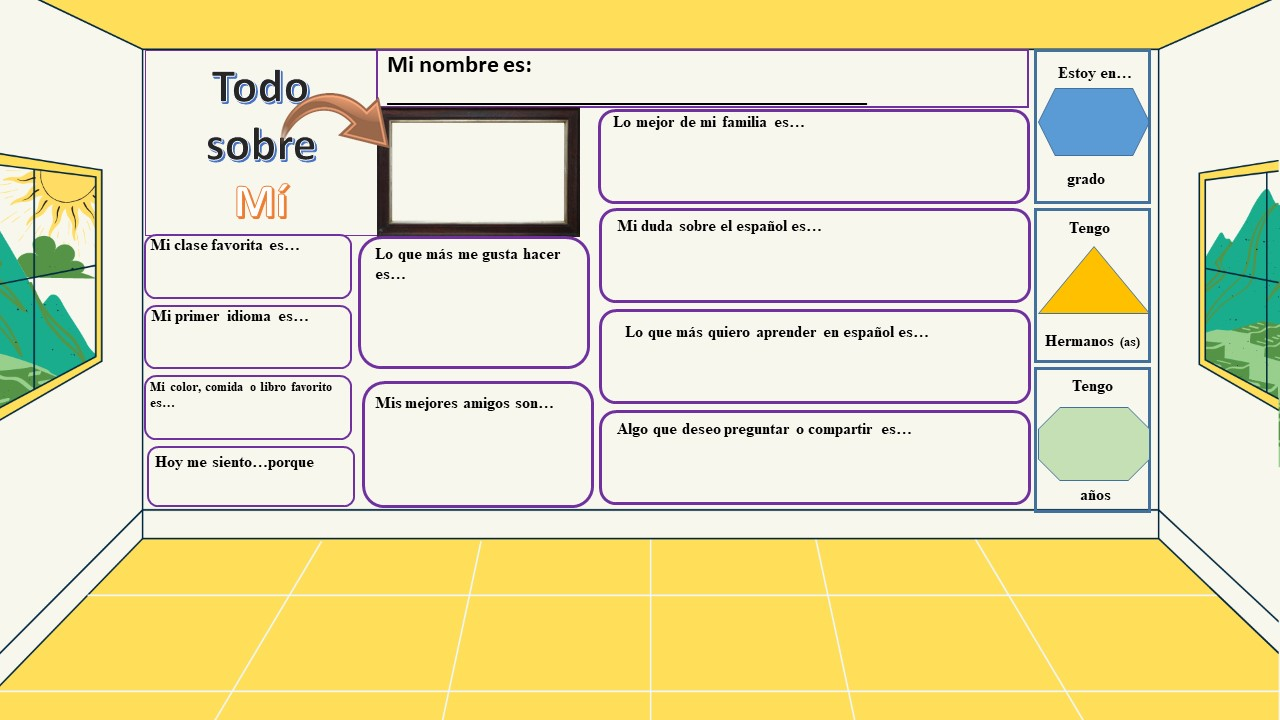 Todo
sobre
Mí
Mi nombre es:
Mi clase favorita es…
Mi primer idioma es…
Mi color, comida o libro favorito
es…
Hoy me siento…porque
Lo que más me gusta hacer
es…
Mis mejores amigos son…
Lo mejor de mi familia es…
Mi duda sobre el español es…
Lo que más quiero aprender en español es…
Algo que deseo preguntar o compartir es…
Estoy en…
grado
Tengo
Hermanos (as)
Tengo
años